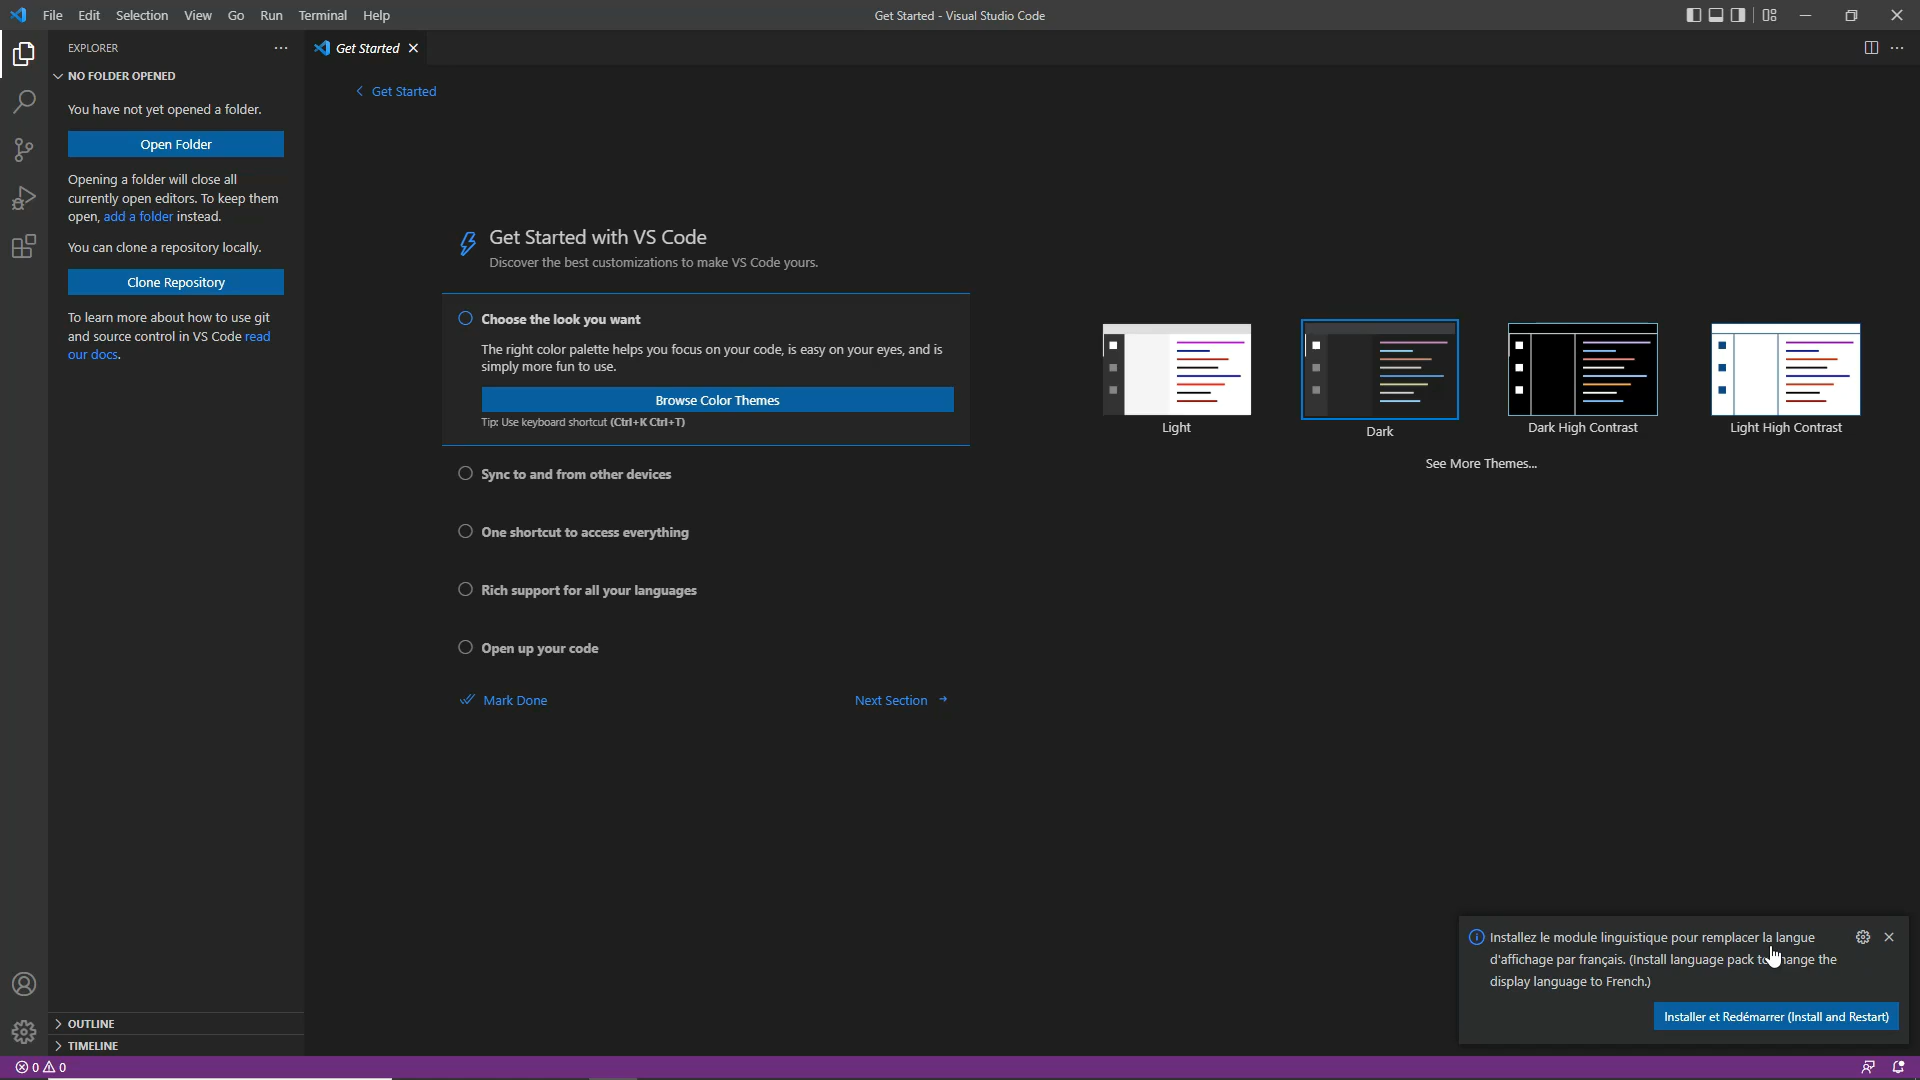 File Edit Selection View Go Run Terminal Help
Get Started - Visual Studio Code
EXPLORER
Get Started
NO FOLDER OPENED
You have not yet opened a folder.
Open Folder
Opening a folder will close all
currently open editors. To keep them
open, add a folder instead.
You can clone a repository locally.
Clone Repository
To learn more about how to use git
and source control in VS Code read
our docs.
OUTLINE
TIMELINE
Get Started
Get Started with VS Code
Discover the best customizations to make VS Code yours.
Choose the look you want
The right color palette helps you focus on your code, is easy on your eyes, and is
simply more fun to use.
Browse Color Themes
Tip: Use keyboard shortcut (Ctrl+K Ctrl+T)
Sync to and from other devices
One shortcut to access everything
Rich support for all your languages
Open up your code
Mark Done
Next Section
Light
Dark
Dark High Contrast
Light High Contrast
See More Themes...
Installez le module linguistique pour remplacer la langue
d'affichage par français. (Install language pack to change the
display language to French.)
Installer et Redémarrer (Install and Restart)
0 0